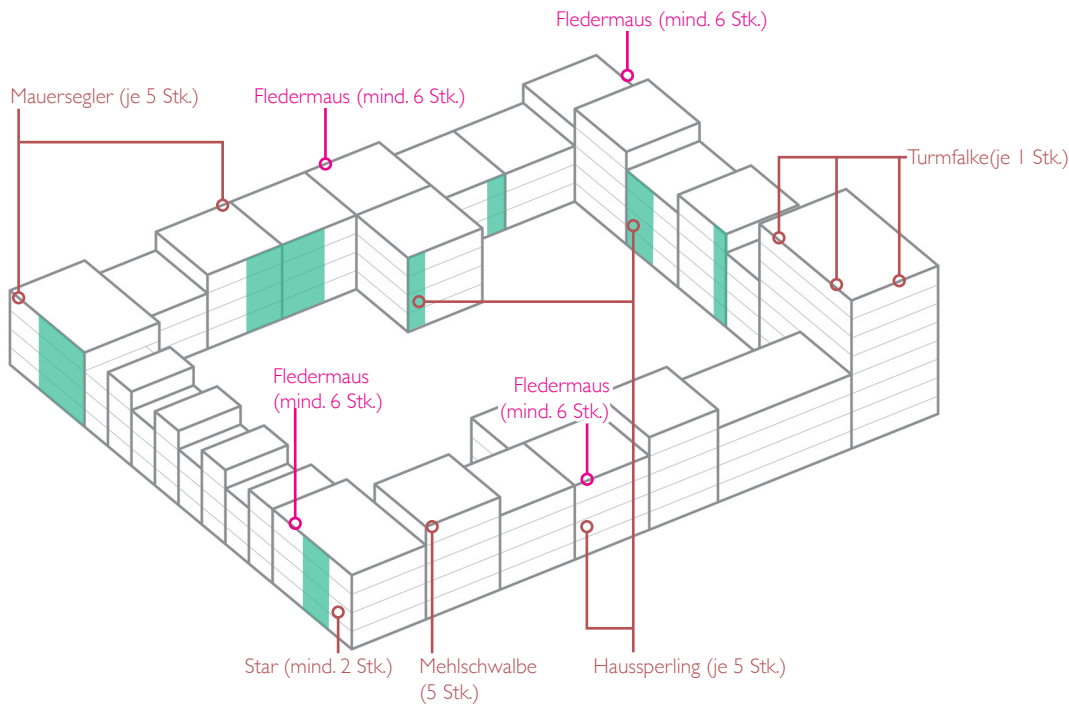 Fledermaus (mind. 6 Stk.)
Mauersegler (je 5 Stk.)
Fledermaus (mind. 6 Stk.)
Turmfalke(je 1 Stk.)
Fledermaus
(mind. 6 Stk.)
Fledermaus
(mind. 6 Stk.)
Star (mind. 2 Stk.)
Mehlschwalbe
(5 Stk.)
Haussperling (je 5 Stk.)